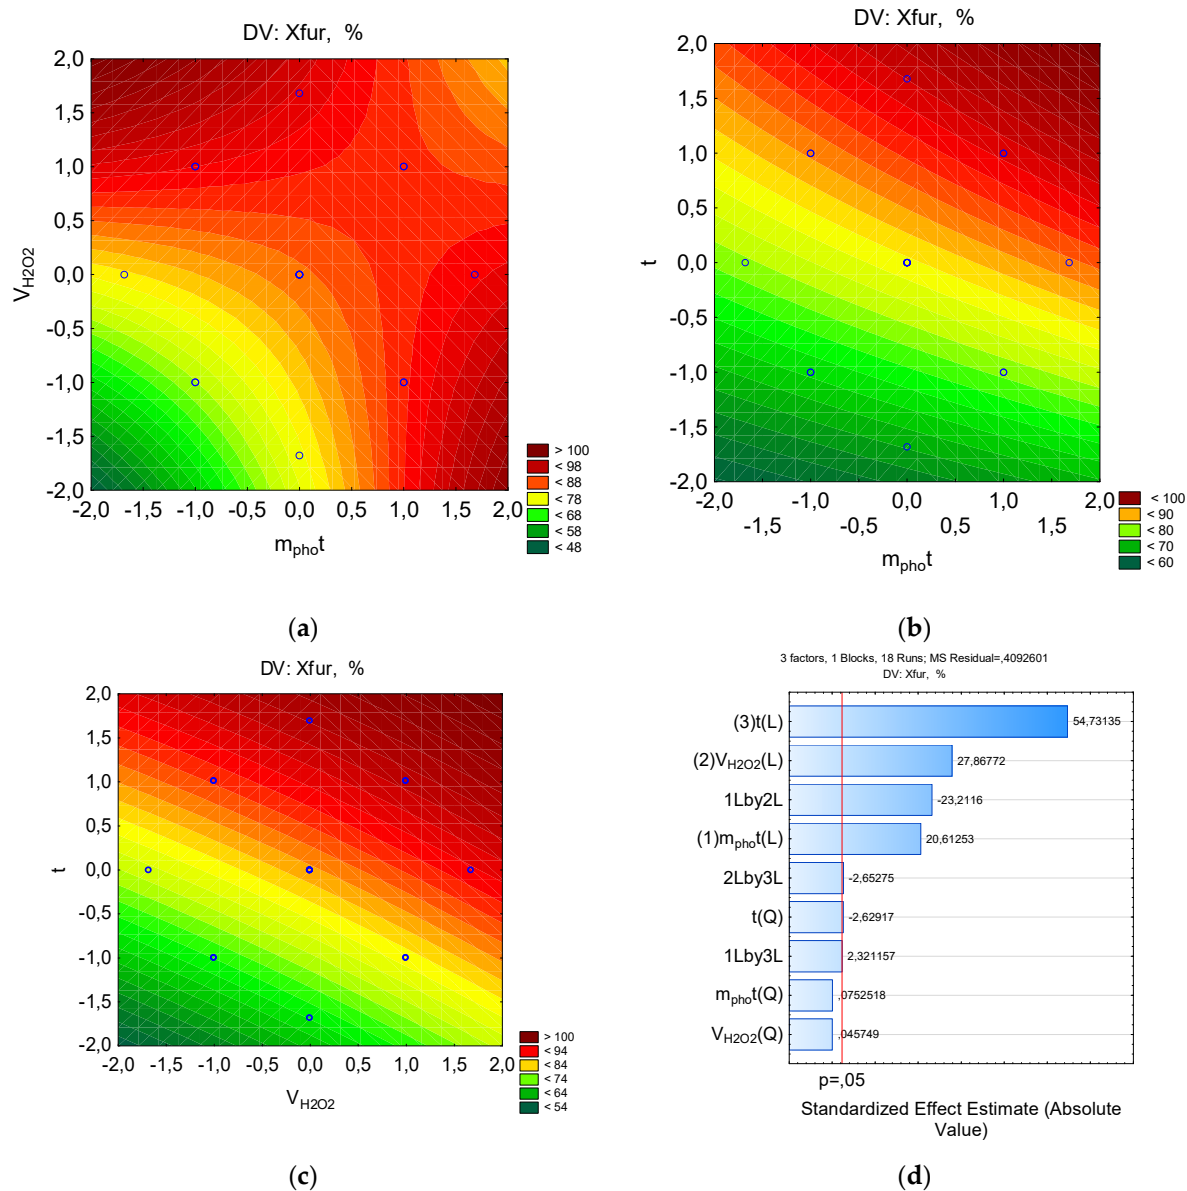 DV: Xfur,  %
2,0
1,5
1,0
0,5
0,0
-0,5
-1,0
-1,5
-2,0
V_H2O2
-2,0 -1,5 -1,0 -0,5 0,0 0,5 1,0 1,5 2,0
m_phot
> 100
< 98
< 88
< 78
< 68
< 58
< 48
(a)
DV: Xfur,  %
2,0
1,5
1,0
0,5
0,0
-0,5
-1,0
-1,5
-2,0
t
-2,0 -1,0 0,0 1,0 2,0
-1,5 -0,5 0,5 1,5
m_phot
< 100
< 90
< 80
< 70
< 60
(b)
DV: Xfur,  %
2,0
1,5
1,0
0,5
0,0
-0,5
-1,0
-1,5
-2,0
t
-2,0 -1,5 -1,0 -0,5 0,0 0,5 1,0 1,5 2,0
V_H2O2
> 100
< 94
< 84
< 74
< 64
< 54
(c)
3 factors, 1 Blocks, 18 Runs; MS Residual=,4092601
DV: Xfur,  %
(3)t(L) 54,73135
(2)V_H2O2(L) 27,86772
1Lby2L -23,2116
(1)m_phot(L) 20,61253
2Lby3L -2,65275
t(Q) -2,62917
1Lby3L 2,321157
m_phot(Q) ,0752518
V_H2O2(Q) ,045749
p=,05
Standardized Effect Estimate (Absolute
Value)
(d)